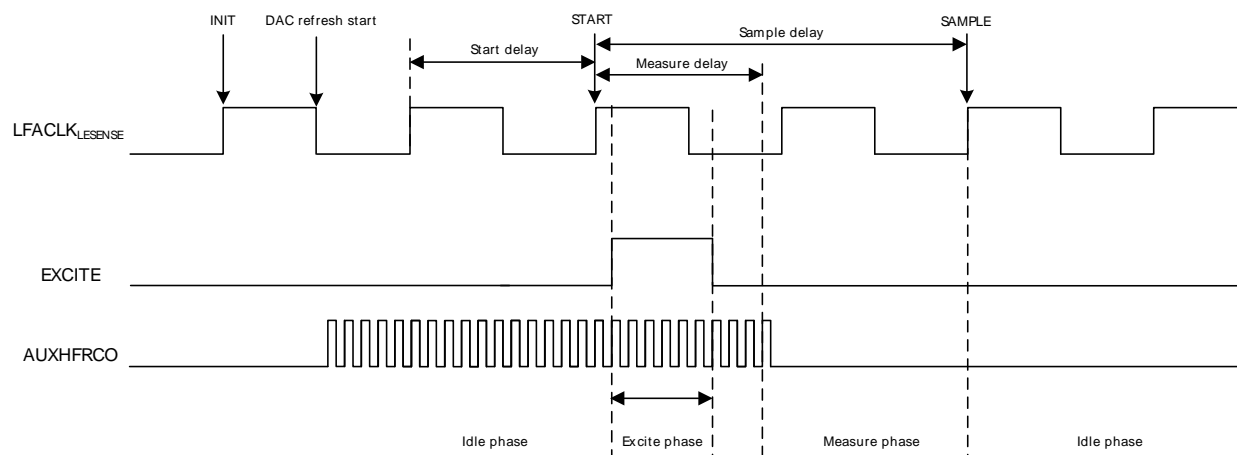 INIT
DAC refresh start
START
SAMPLE
Sample delay
Start delay
Measure delay
LFACLKLESENSE
EXCITE
AUXHFRCO
Idle phase
Excite phase
Measure phase
Idle phase